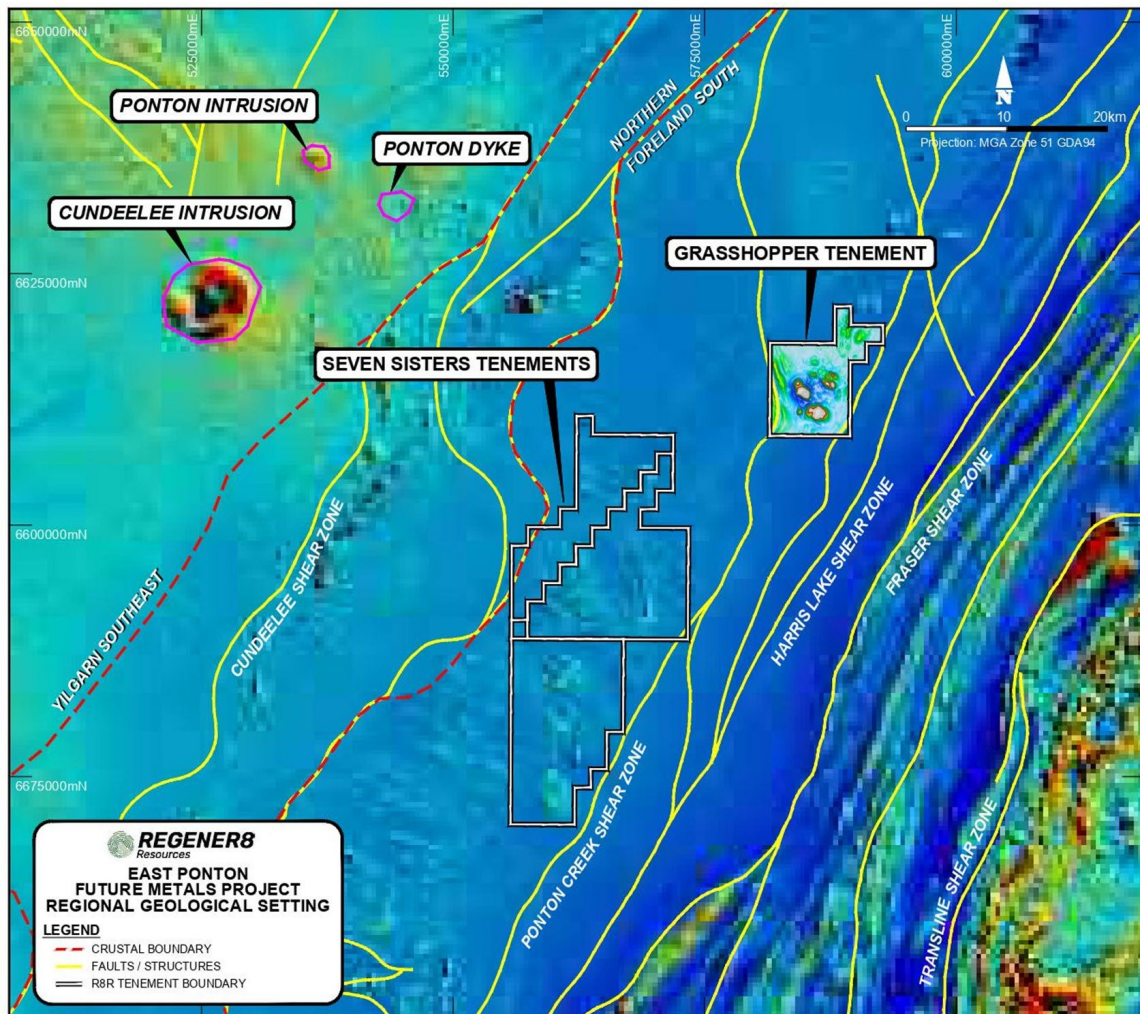 6650000mN
525000mE
550000mE
575000mE
600000mE
N
0 10 20km
Projection: MGA Zone 51 GDA94
PONTON INTRUSION
PONTON DYKE
CUNDEELEE INTRUSION
NORTHERN
FORELAND SOUTH
GRASSHOPPER TENEMENT
6625000mN
SEVEN SISTERS TENEMENTS
6600000mN
YILGARN SOUTHEAST
CUNDEELEE SHEAR ZONE
HARRIS LAKE SHEAR ZONE
FRASER SHEAR ZONE
6675000mN
PONTON CREEK SHEAR ZONE
TRANSLINE SHEAR ZONE
REGENER8
Resources
EAST PONTON
FUTURE METALS PROJECT
REGIONAL GEOLOGICAL SETTING
LEGEND
CRUSTAL BOUNDARY
FAULTS / STRUCTURES
R8R TENEMENT BOUNDARY